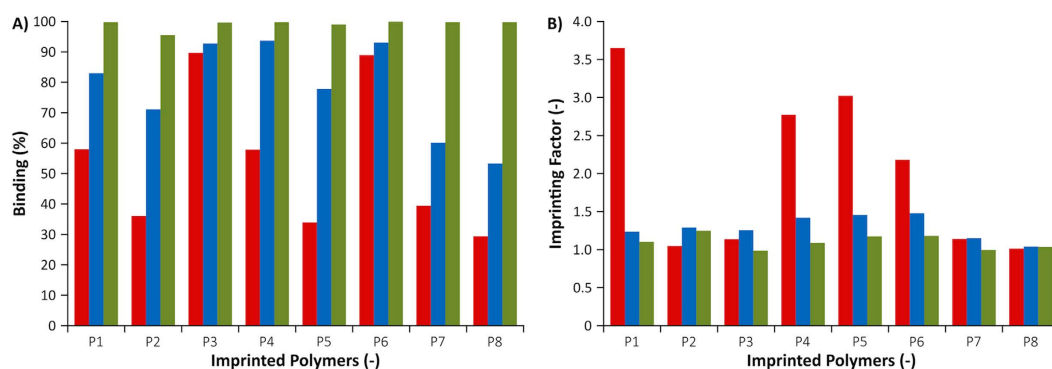 A)
Binding (%)
100
90
80
70
60
50
40
30
20
10
0
P1 P2 P3 P4 P5 P6 P7 P8
Imprinted Polymers (-)
B)
Imprinting Factor (-)
4.0
3.5
3.0
2.5
2.0
1.5
1.0
0.5
0.0
P1 P2 P3 P4 P5 P6 P7 P8
Imprinted Polymers (-)